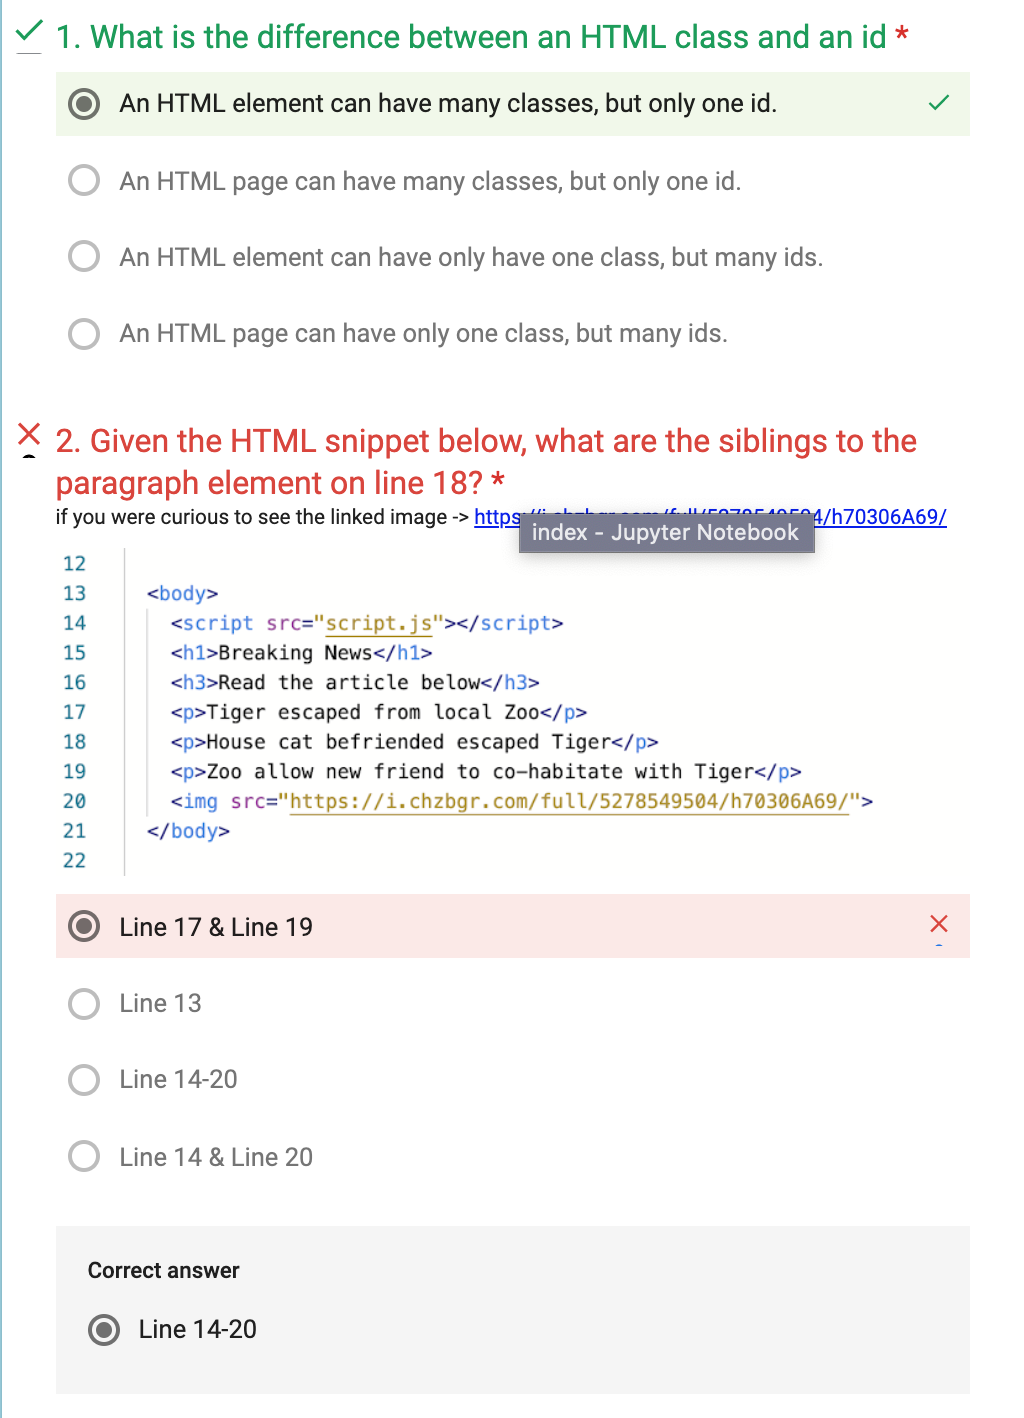 1. What is the difference between an HTML class and an id *
An HTML element can have many classes, but only one id.
An HTML page can have many classes, but only one id.
An HTML element can have only have one class, but many ids.
An HTML page can have only one class, but many ids.
2. Given the HTML snippet below, what are the siblings to the
paragraph element on line 18? *
if you were curious to see the linked image -> https 4/h70306A69/
index - Jupyter Notebook
12
13 <body>
14 <script src="script.js"></script>
15 <h1>Breaking News</h1>
16 <h3>Read the article below</h3>
17 <p>Tiger escaped from local Zoo</p>
18 <p>House cat befriended escaped Tiger</p>
19 <p>Zoo allow new friend to co-habitate with Tiger</p>
20 <img src="https://i.chzbgr.com/full/5278549504/h70306A69/">
21 </body>
22
Line 17 & Line 19
Line 13
Line 14-20
Line 14 & Line 20
Correct answer
Line 14-20